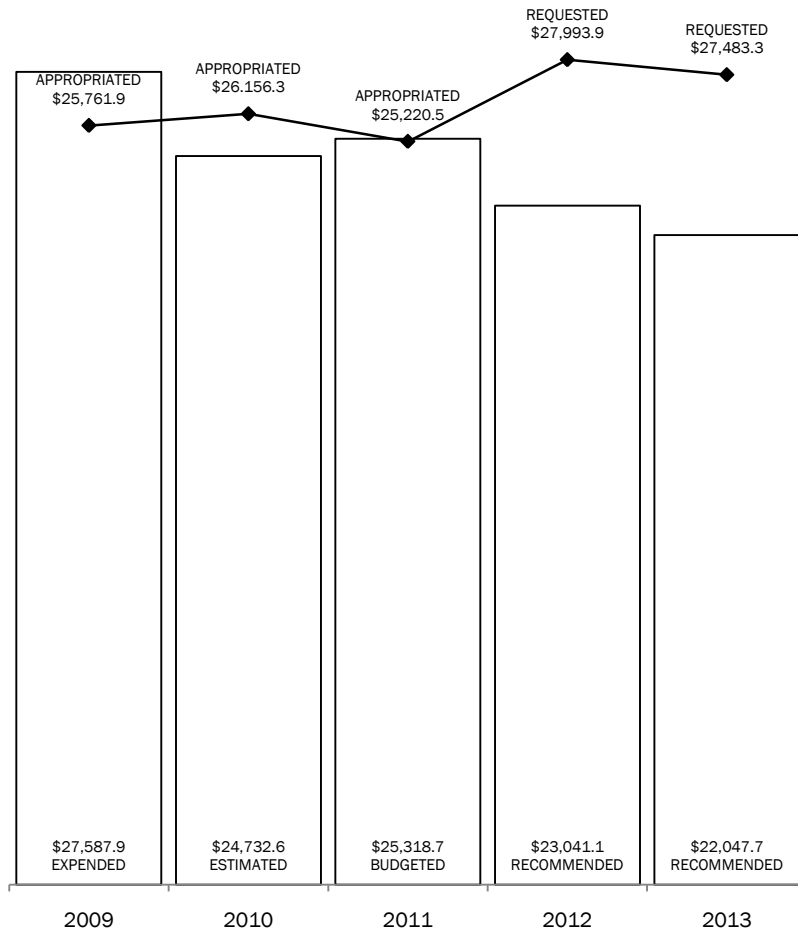 REQUESTED
$27,993.9
REQUESTED
$27,483.3
APPROPRIATED
$25,761.9
APPROPRIATED
$26.156.3
APPROPRIATED
$25,220.5
$27,587.9
EXPENDED
$24,732.6
ESTIMATED
$25,318.7
BUDGETED
$23,041.1
RECOMMENDED
$22,047.7
RECOMMENDED
2009
2010
2011
2012
2013